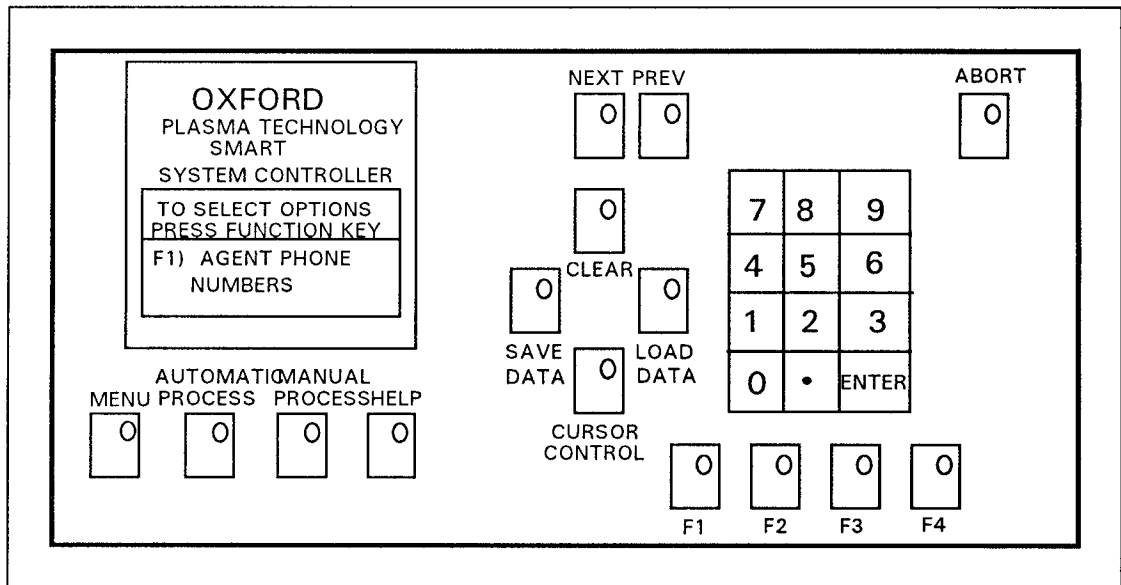 OXFORD
PLASMA TECHNOLOGY
SMART
SYSTEM CONTROLLER
TO SELECT OPTIONS
PRESS FUNCTION KEY
F1) AGENT PHONE
NUMBERS
MENU
AUTOMATIC
PROCESS
MANUAL
PROCESS
HELP
NEXT PREV
CLEAR
SAVE
DATA
LOAD
DATA
CURSOR
CONTROL
ABORT
7 8 9
4 5 6
1 2 3
0 • ENTER
F1 F2 F3 F4